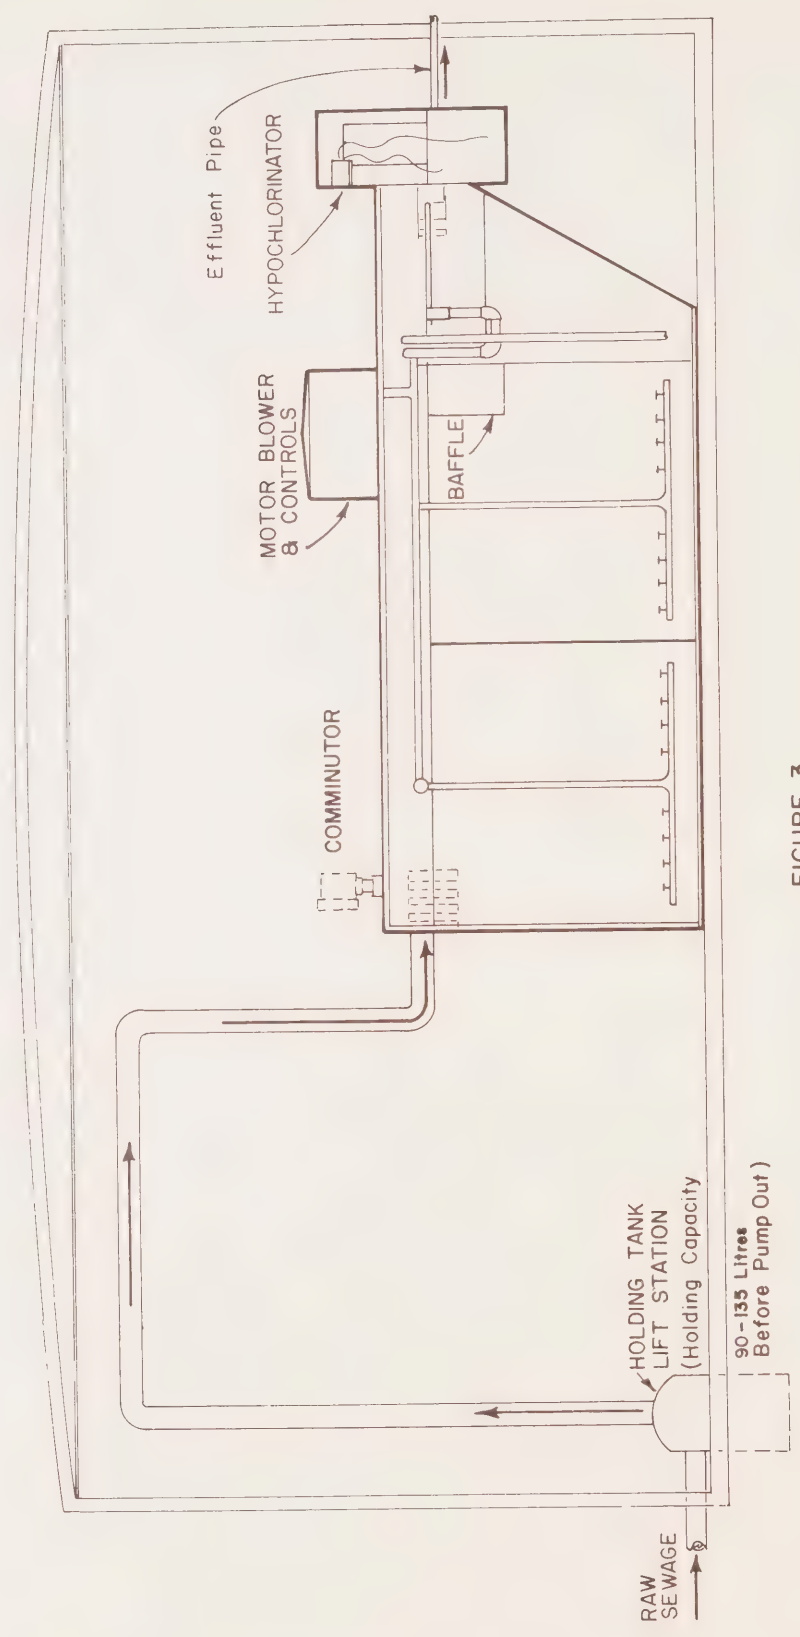 Effluent Pipe
HYPOCHLORINATOR
MOTOR BLOWER
& CONTROLS
BAFFLE
COMMINUTOR
HOLDING TANK
LIFT STATION
(Holding Capacity
90-135 Litres
Before Pump Out)
RAW
SEWAGE
FIGURE 3